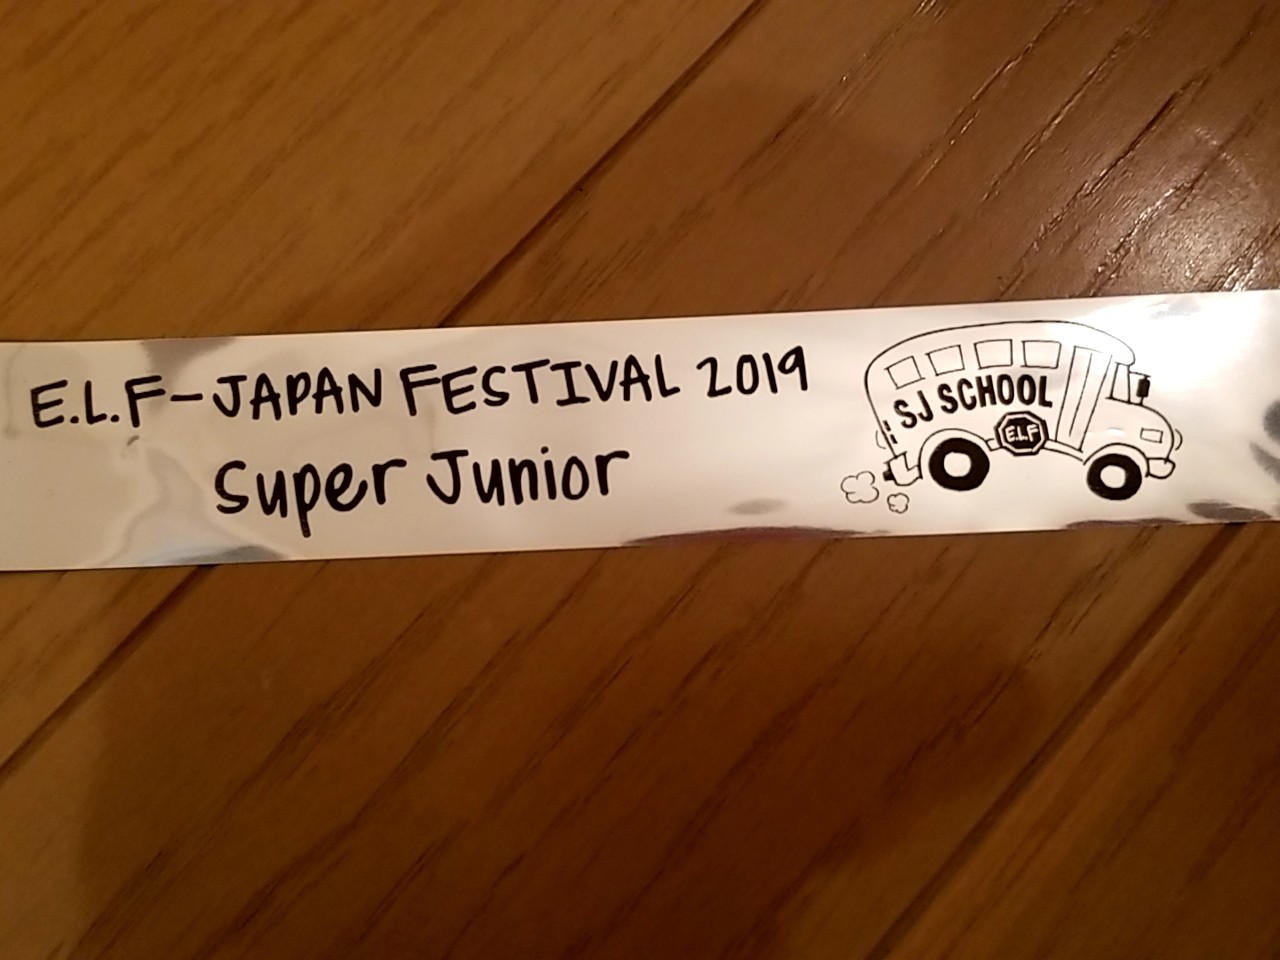 E.L.F-JAPAN FESTIVAL 2019
Super Junior
SJ SCHOOL
E.L.F